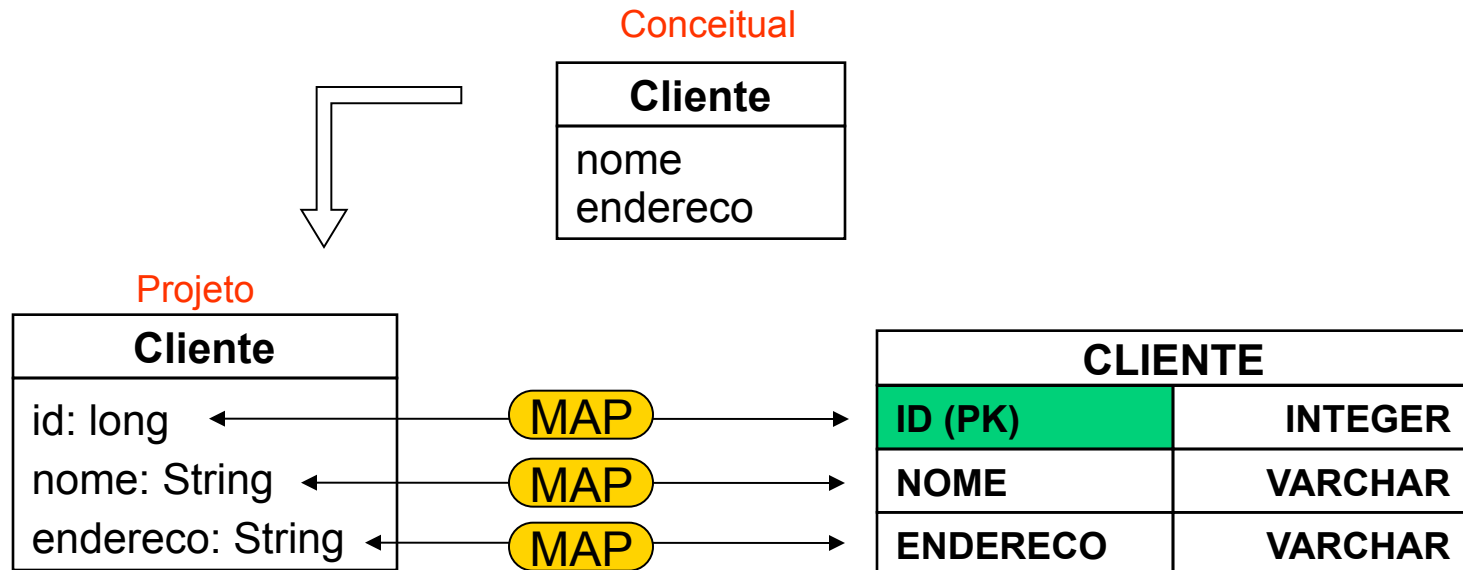 Conceitual
Cliente
nome
endereco
Projeto
Cliente
id: long
nome: String
endereco: String
MAP
MAP
MAP
CLIENTE
ID (PK) INTEGER
NOME VARCHAR
ENDERECO VARCHAR